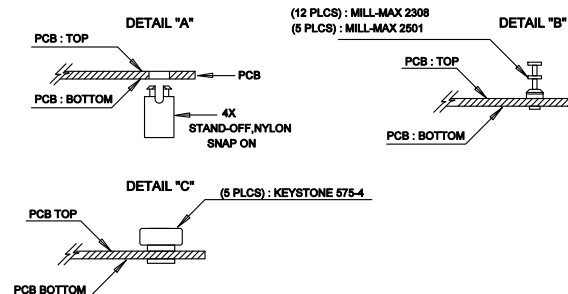 DETAIL "A"
PCB : TOP
PCB
PCB : BOTTOM
4X
STAND-OFF,NYLON
SNAP ON
(12 PLCS) : MILL-MAX 2308
(5 PLCS) : MILL-MAX 2501
DETAIL "B"
PCB : TOP
PCB : BOTTOM
DETAIL "C"
(5 PLCS) : KEYSTONE 575-4
PCB TOP
PCB BOTTOM